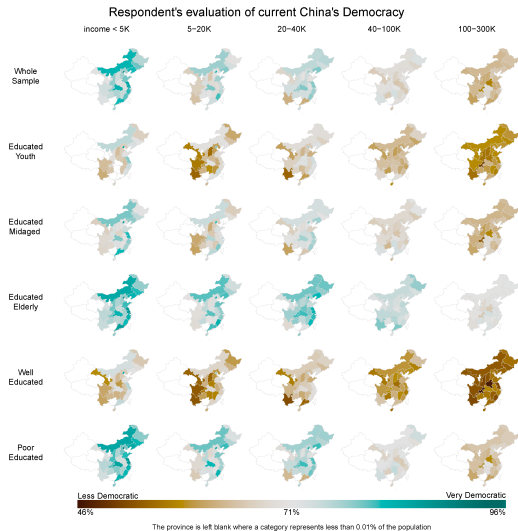 Respondent's evaluation of current China's Democracy
income < 5K 5−20K 20−40K 40−100K 100−300K
Whole
Sample
Educated
Youth
Educated
Midaged
Educated
Elderly
Well
Educated
Poor
Educated
Less Democratic Very Democratic
46% 71% 96%
The province is left blank where a category represents less than 0.01% of the population